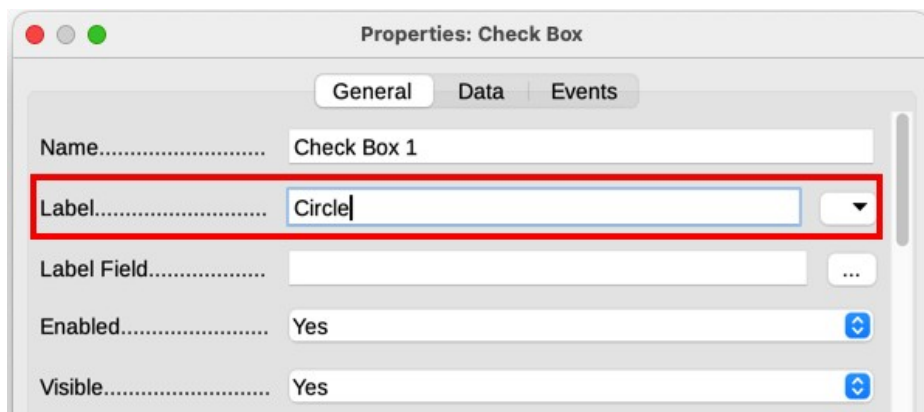 Properties: Check Box
General Data Events
Name........................... Check Box 1
Label............................ Circle
Label Field.................... ...
Enabled........................ Yes
Visible........................... Yes